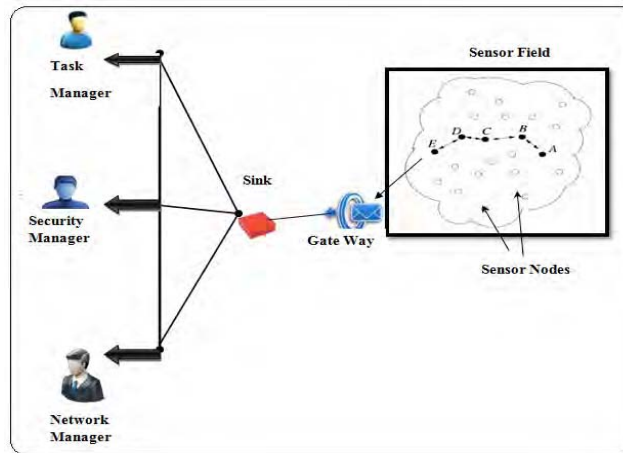 Task
Manager
Sensor Field
D
C
B
E
A
Sink
Security
Manager
Gate Way
Sensor Nodes
Network
Manager